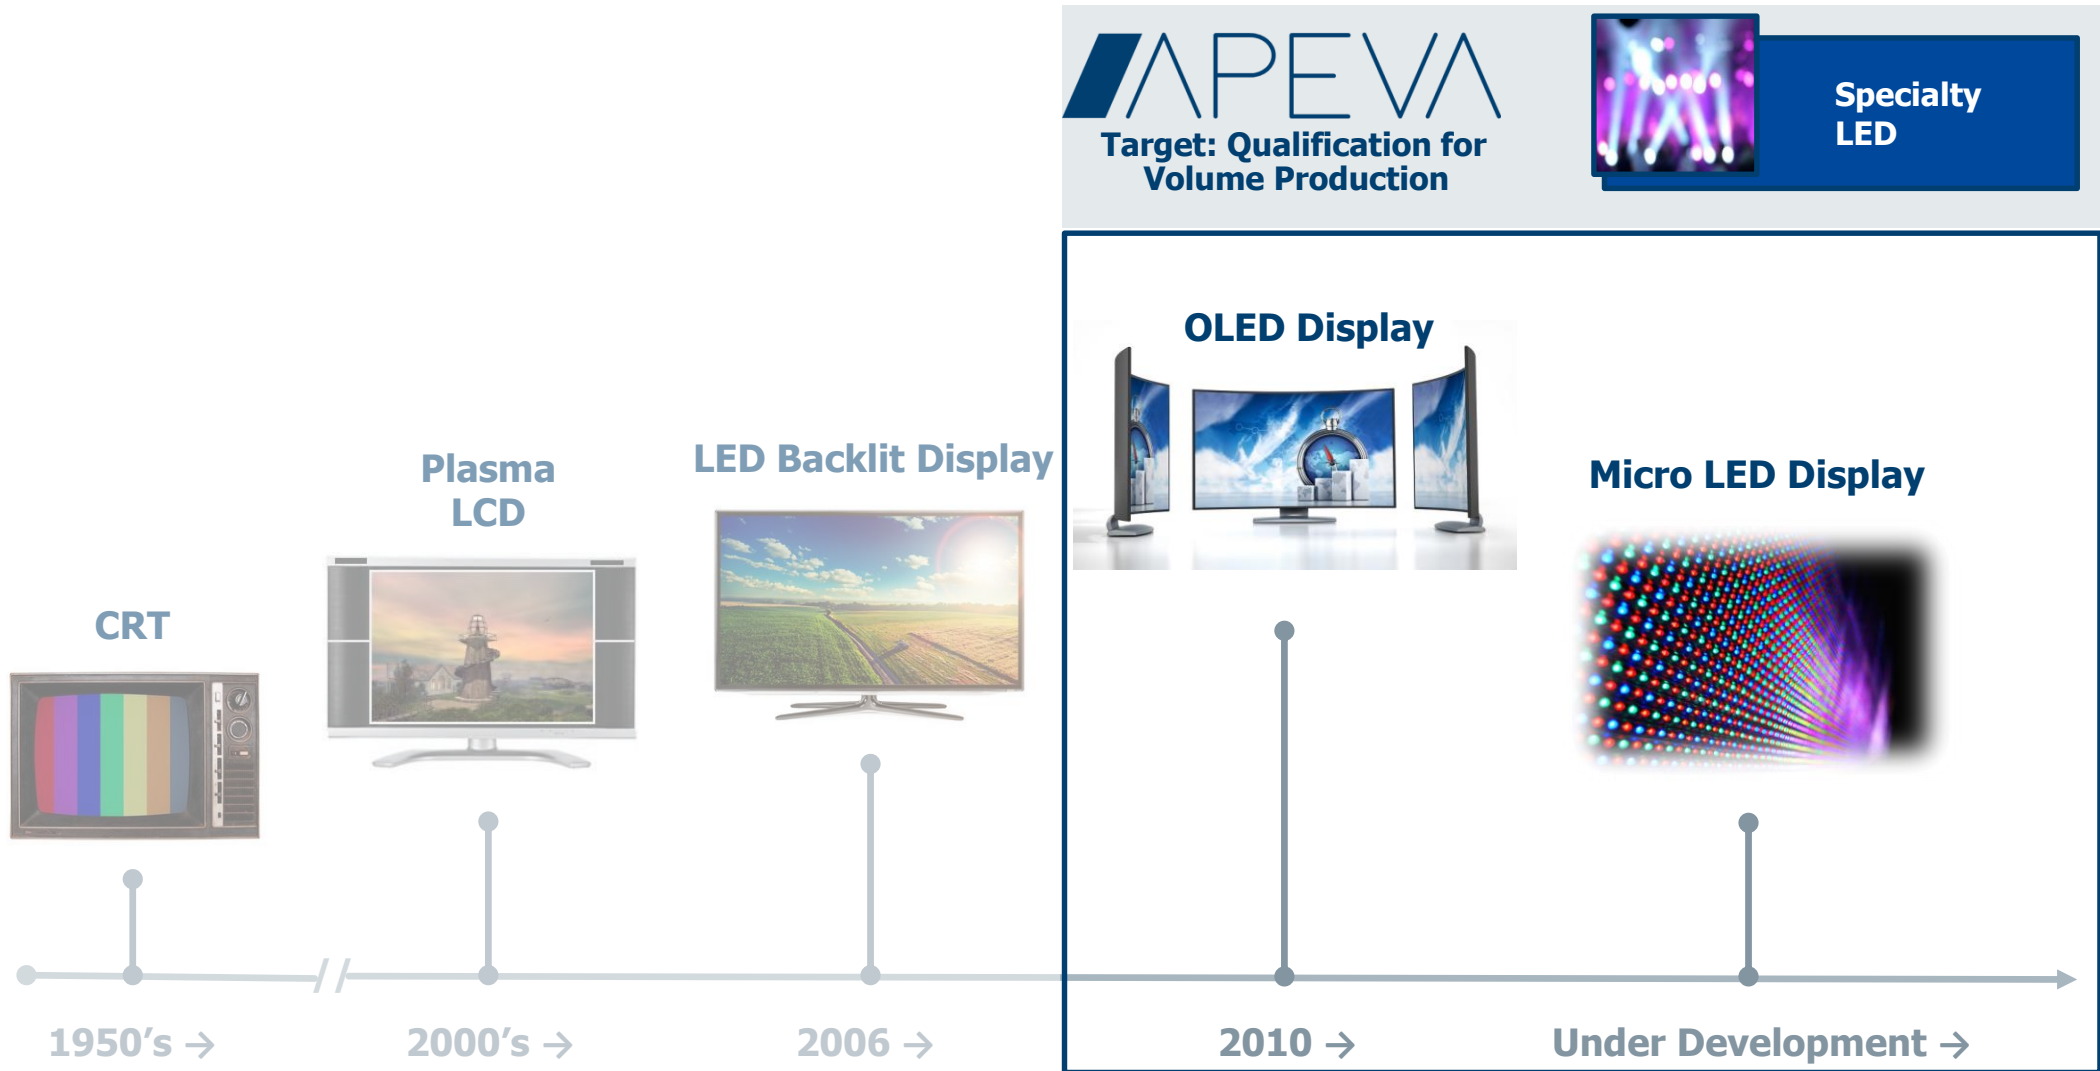 APEVA
Target: Qualification for
Volume Production
Specialty
LED
OLED Display
LED Backlit Display
Plasma
LCD
Micro LED Display
CRT
1950’s →
2000’s →
2006 →
2010 →
Under Development →